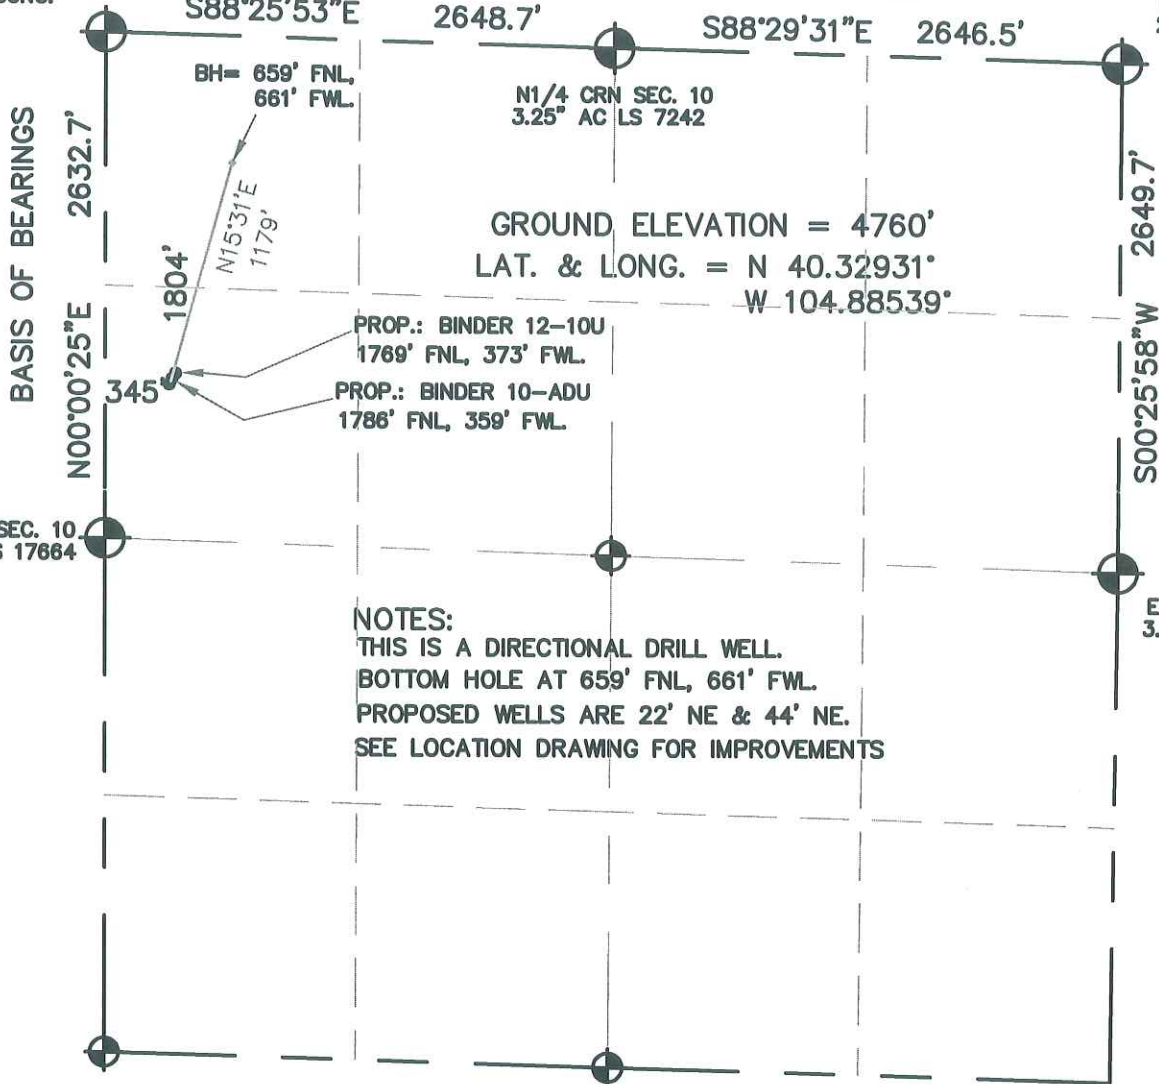 S88°25'53"E 2648.7' S88°29'31"E 2646.5'
BH= 659' FNL,
661' FWL.
N1/4 CRN SEC. 10
3.25" AC LS 7242
BASIS OF BEARINGS
N00°00'25"E 2632.7'
N15°31'E
1179'
1804'
GROUND ELEVATION = 4760'
LAT. & LONG. = N 40.32931°
W 104.88539°
S00°25'58"W 2649.7'
PROP.: BINDER 12-10U
1769' FNL, 373' FWL.
345'
PROP.: BINDER 10-ADU
1786' FNL, 359' FWL.
SEC. 10
17664
NOTES:
THIS IS A DIRECTIONAL DRILL WELL.
BOTTOM HOLE AT 659' FNL, 661' FWL.
PROPOSED WELLS ARE 22' NE & 44' NE.
SEE LOCATION DRAWING FOR IMPROVEMENTS
E
3.